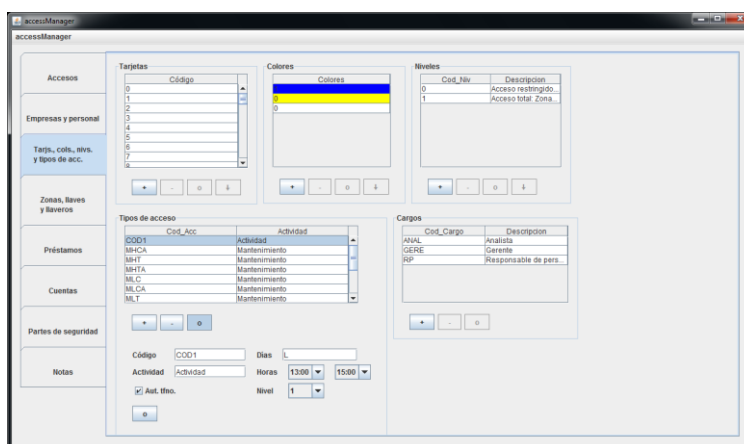 accessManager
accessManager
Accesos
Empresas y personal
Tarjs., cols., nivs.
y tipos de acc.
Zonas, llaves
y llaveros
Préstamos
Cuentas
Partes de seguridad
Notas
Tarjetas
Código
0
1
2
3
4
5
6
7
8
+ - o ↓
Colores
Colores
0
0
+ - o ↓
Niveles
Cod_Niv Descripcion
0 Acceso restringido...
1 Acceso total: Zona...
+ - o ↓
Tipos de acceso
Cod_Acc Actividad
COD1 Actividad
MHCA Mantenimiento
MHT Mantenimiento
MHTA Mantenimiento
MLC Mantenimiento
MLCA Mantenimiento
MLT Mantenimiento
+ - o
Código COD1 Dias L
Actividad Actividad Horas 13:00 15:00
Aut. tfno. Nivel 1
o
Cargos
Cod_Cargo Descripcion
ANAL Analista
GERE Gerente
RP Responsable de pers...
+ - o